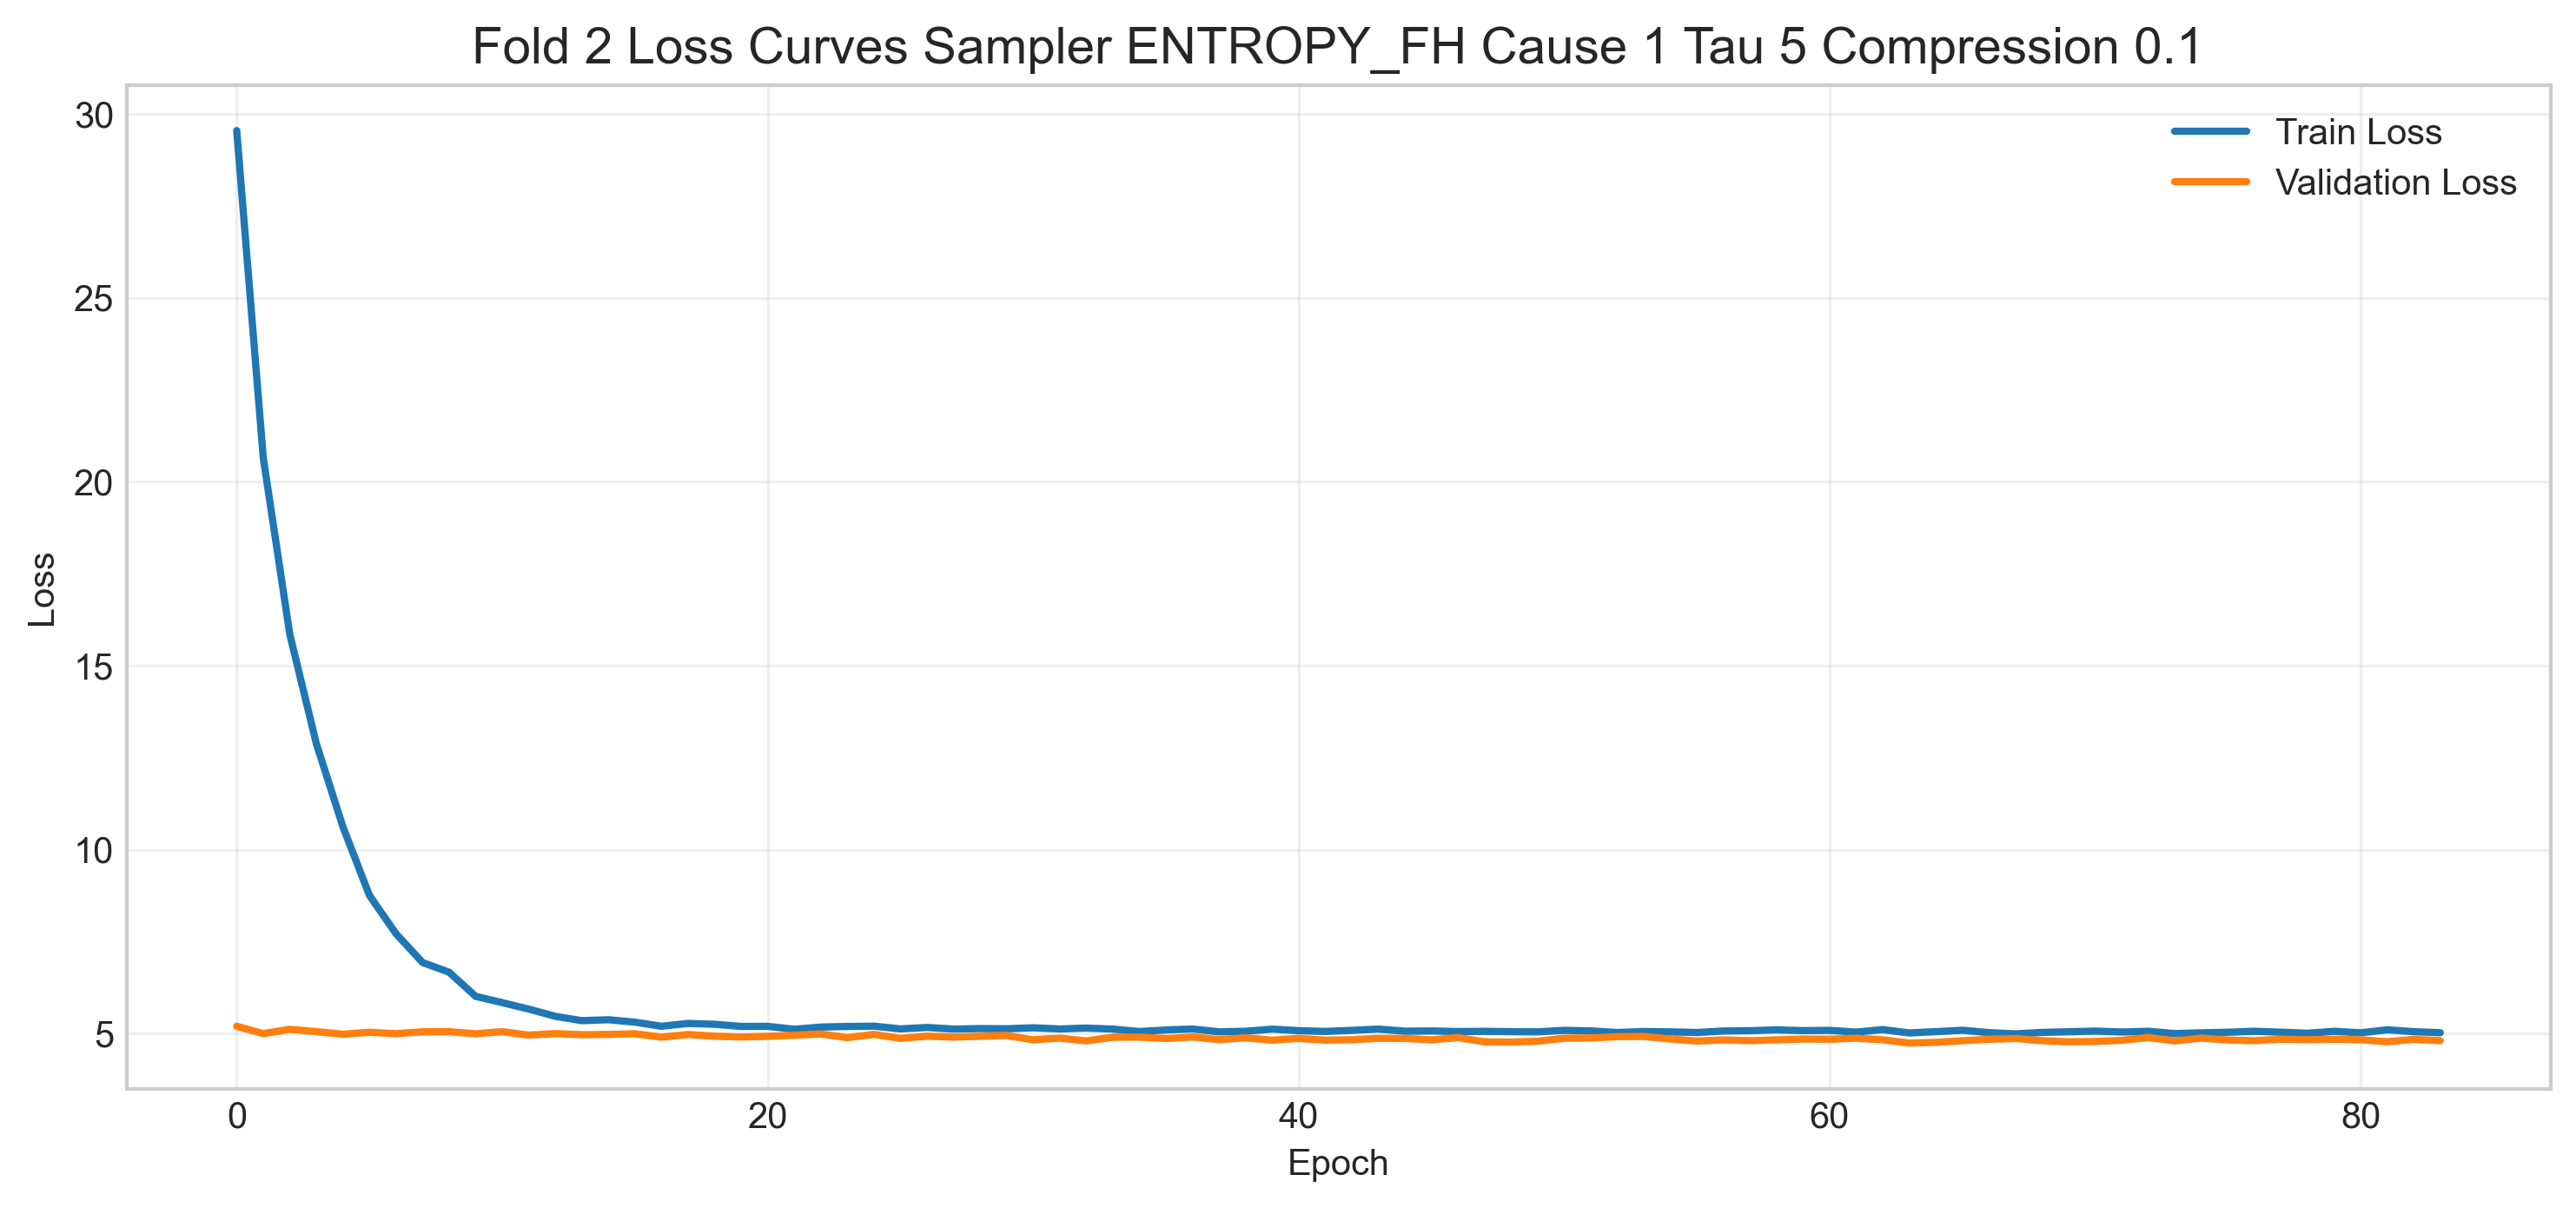 Fold 2 Loss Curves Sampler ENTROPY_FH Cause 1 Tau 5 Compression 0.1
30
25
20
15
10
5
Loss
Train Loss
Validation Loss
0 20 40 60 80
Epoch